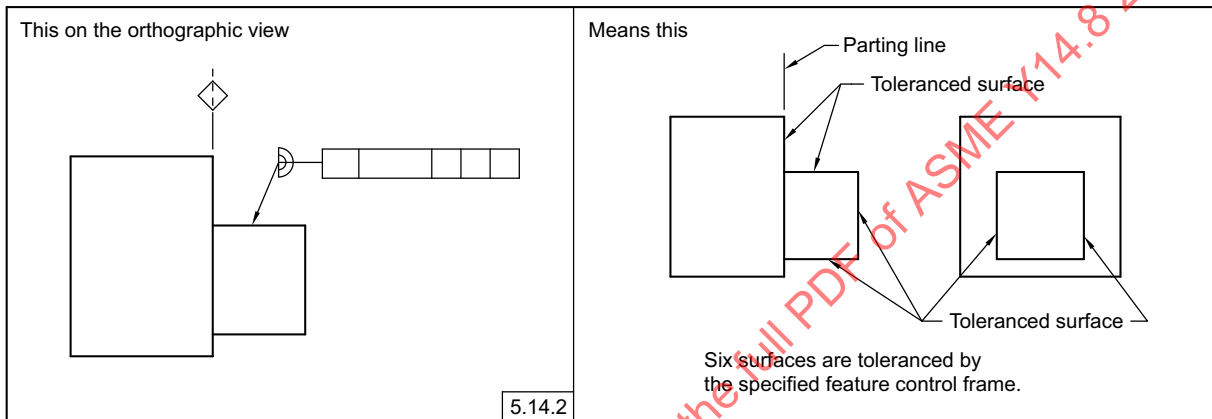 This on the orthographic view
5.14.2
Means this
Parting line
Toleranced surface
Toleranced surface
Six surfaces are toleranced by
the specified feature control frame.
the full PDF of ASME Y14.8